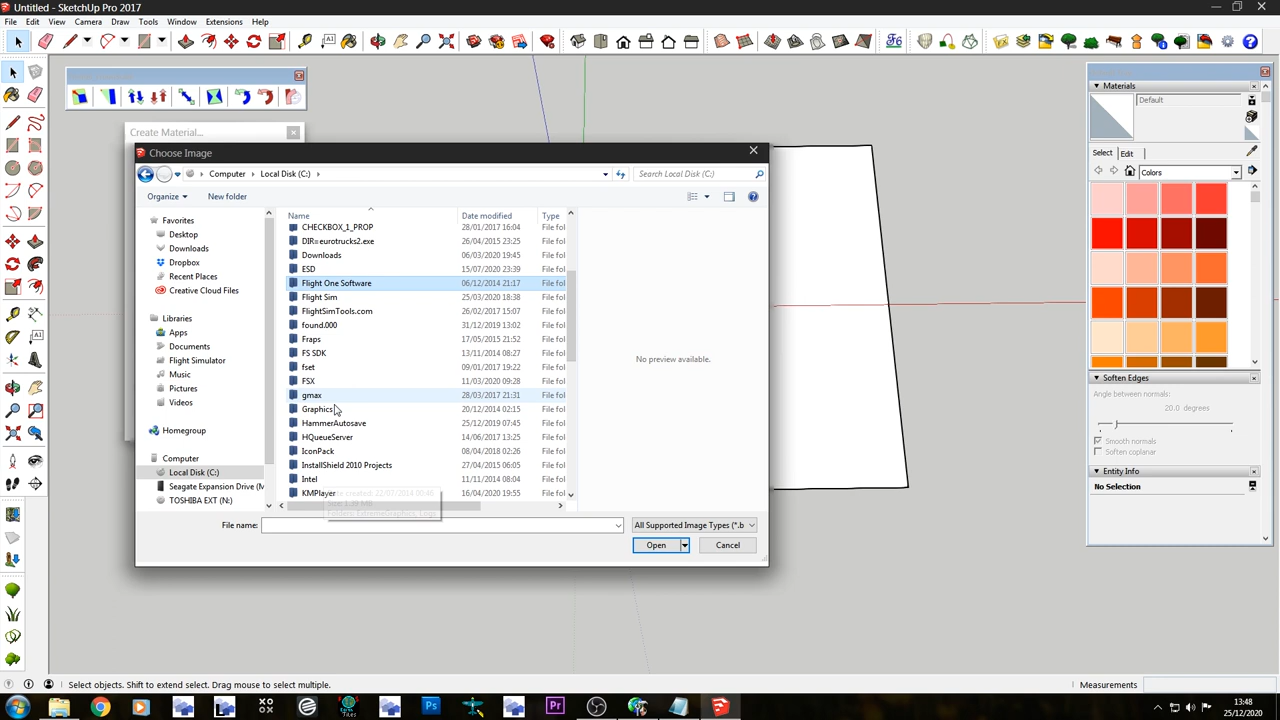 Untitled - SketchUp Pro 2017
File Edit View Camera Draw Tools Window Extensions Help
Create Material...
Choose Image
Computer Local Disk (C:)
Search Local Disk (C:)
Organize New folder
Favorites
Desktop
Downloads
Dropbox
Recent Places
Creative Cloud Files
Libraries
Apps
Documents
Flight Simulator
Music
Pictures
Videos
Homegroup
Computer
Local Disk (C:)
Seagate Expansion Drive (M
TOSHIBA EXT (N:)
Name Date modified Type
CHECKBOX_1_PROP 28/01/2017 16:04 File fol
DIR=eurotrucks2.exe 26/04/2015 23:25 File fol
Downloads 06/03/2020 19:45 File fol
ESD 15/07/2020 23:39 File fol
Flight One Software 06/12/2014 21:17 File fol
Flight Sim 25/03/2020 18:38 File fol
FlightSimTools.com 26/02/2017 15:07 File fol
found.000 31/12/2019 13:02 File fol
Fraps 17/05/2015 21:52 File fol
FS SDK 13/11/2014 08:27 File fol
fset 09/01/2017 19:22 File fol
FSX 11/03/2020 09:28 File fol
gmax 28/03/2017 21:31 File fol
Graphics 20/12/2014 02:15 File fol
HammerAutosave 25/12/2019 07:45 File fol
HQueueServer 14/06/2017 13:25 File fol
IconPack 08/04/2018 02:26 File fol
InstallShield 2010 Projects 27/04/2015 06:05 File fol
Intel 11/11/2014 08:04 File fol
KMPlayer 16/04/2020 19:55 File fol
No preview available.
File name: All Supported Image Types (*.b
Open Cancel
Materials
Default
Select Edit
Colors
Soften Edges
Angle between normals:
20.0 degrees
Smooth normals
Soften coplanar
Entity Info
No Selection
Select objects. Shift to extend select. Drag mouse to select multiple.
Measurements
13:48
25/12/2020